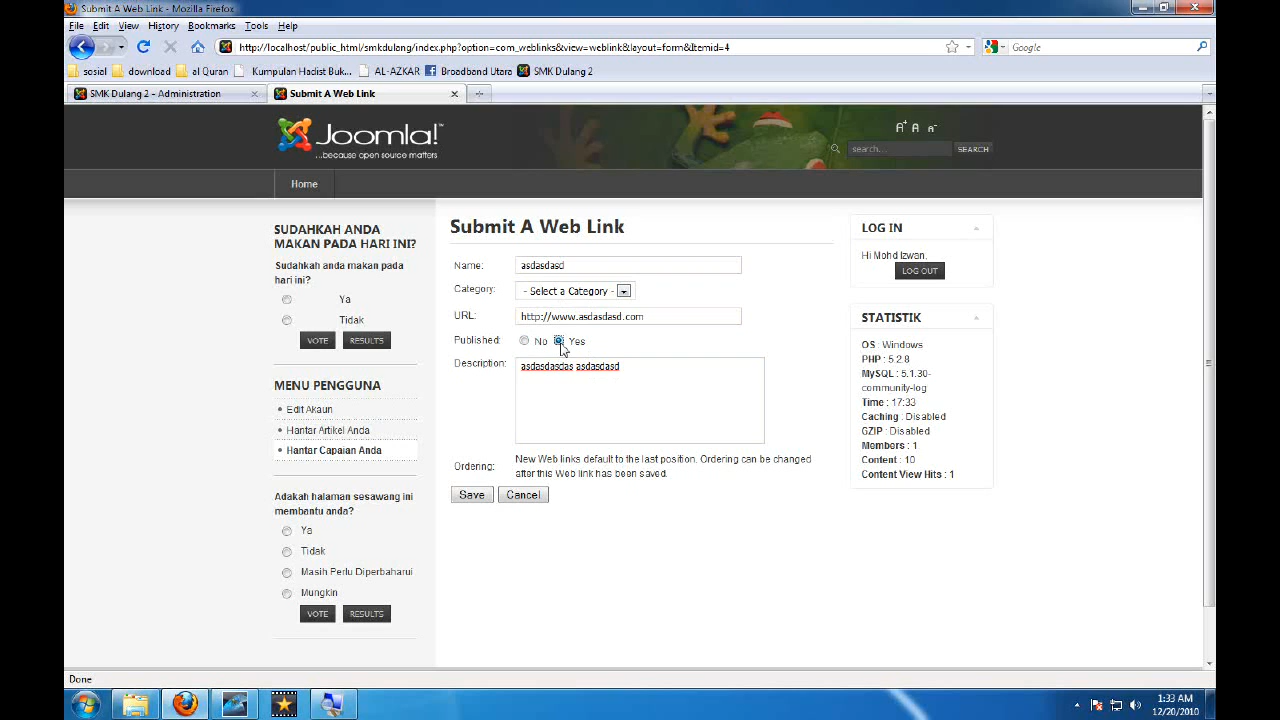 Submit A Web Link - Mozilla Firefox
File Edit View History Bookmarks Tools Help
http://localhost/public_html/smkdulang/index.php?option=com_weblinks&view=weblink&layout=form&Itemid=4
Google
sosial download al Quran Kumpulan Hadist Buk... AL-AZKAR Broadband Utara SMK Dulang 2
SMK Dulang 2 - Administration
Submit A Web Link
Joomla!™
...because open source matters
A+ A A-
search...
SEARCH
Home
SUDAHKAH ANDA
MAKAN PADA HARI INI?
Sudahkah anda makan pada
hari ini?
Ya
Tidak
VOTE RESULTS
MENU PENGGUNA
Edit Akaun
Hantar Artikel Anda
Hantar Capaian Anda
Adakah halaman sesawang ini
membantu anda?
Ya
Tidak
Masih Perlu Diperbaharui
Mungkin
VOTE RESULTS
Submit A Web Link
Name: asdasdasd
Category: - Select a Category -
URL: http://www.asdasdasd.com
Published: No Yes
Description: asdasdasdas asdasdasd
Ordering: New Web links default to the last position. Ordering can be changed
after this Web link has been saved.
Save Cancel
LOG IN
Hi Mohd Izwan,
LOG OUT
STATISTIK
OS : Windows
PHP : 5.2.8
MySQL : 5.1.30-
community-log
Time : 17:33
Caching : Disabled
GZIP : Disabled
Members : 1
Content : 10
Content View Hits : 1
Done
1:33 AM
12/20/2010